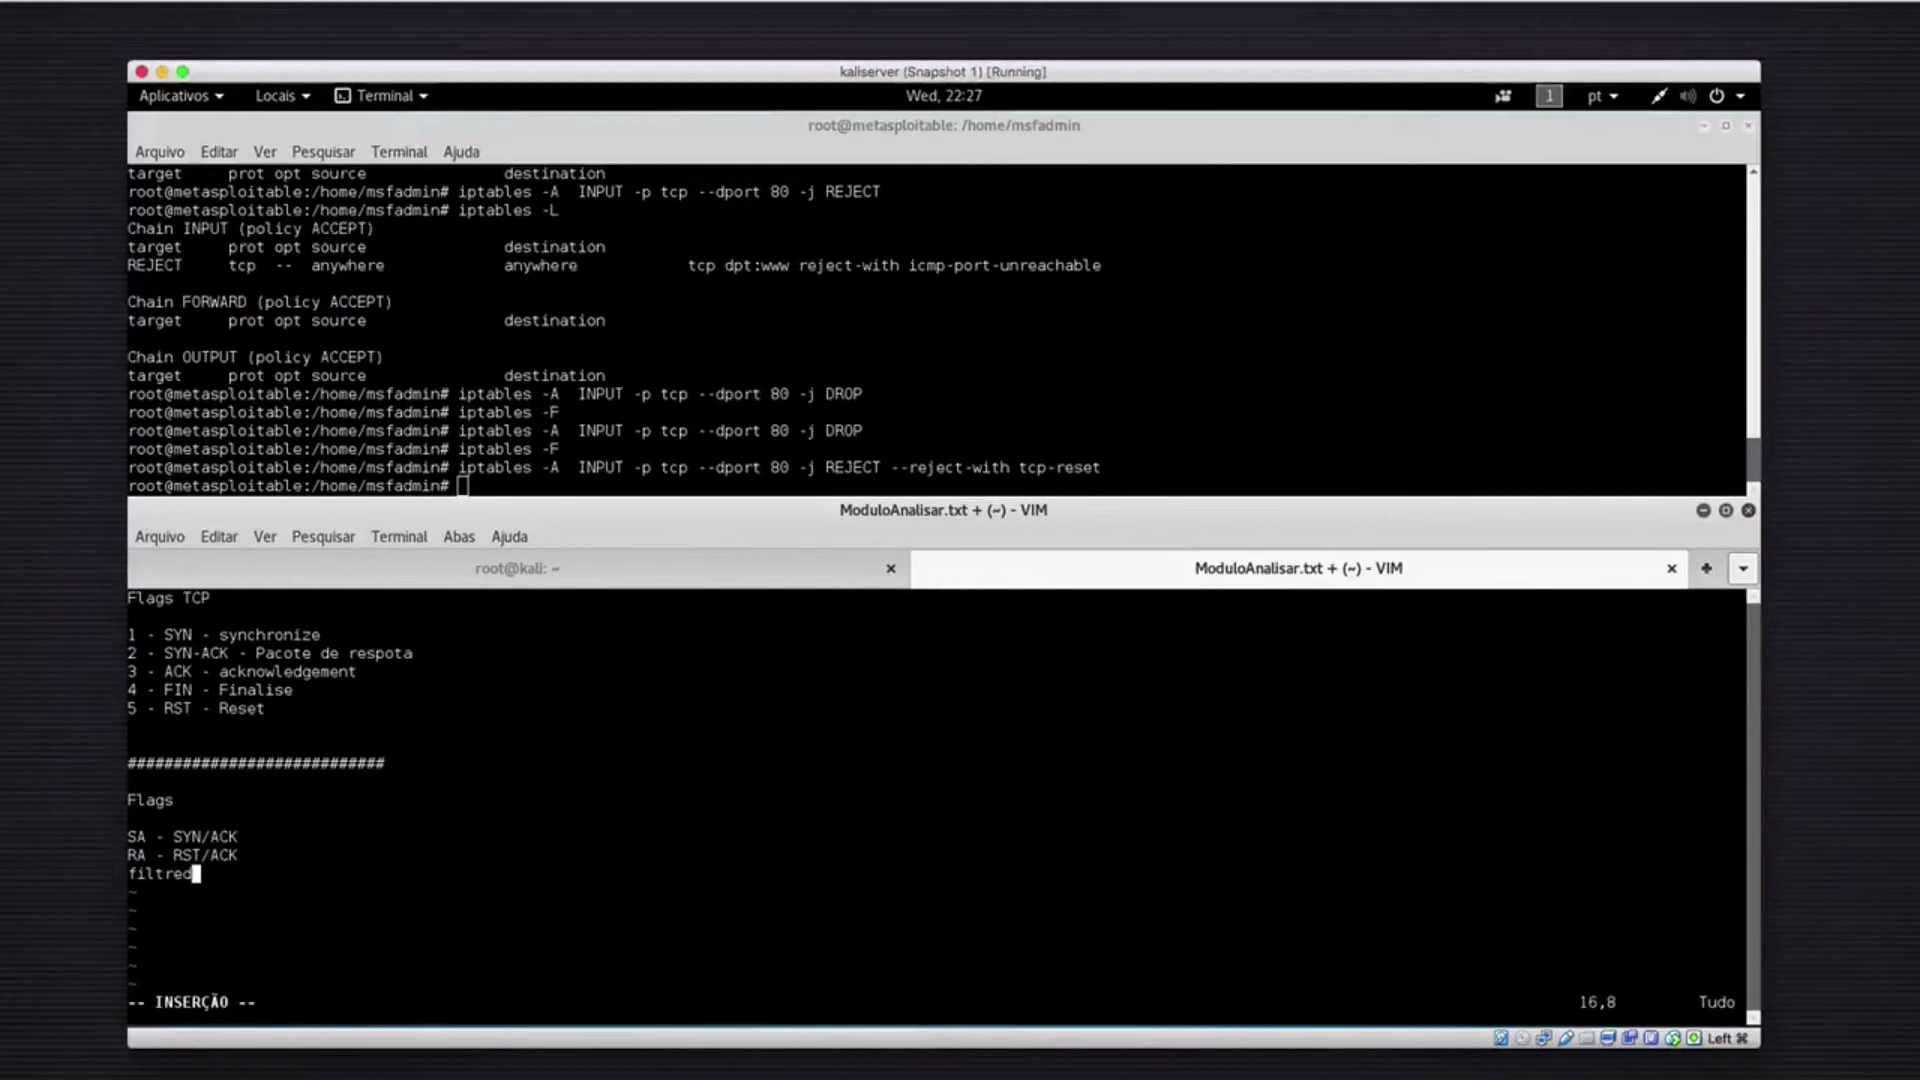 kaliserver (Snapshot 1) [Running]
Aplicativos Locais Terminal Wed, 22:27 1 pt
root@metasploitable: /home/msfadmin
Arquivo Editar Ver Pesquisar Terminal Ajuda
target     prot opt source               destination
root@metasploitable:/home/msfadmin# iptables -A  INPUT -p tcp --dport 80 -j REJECT
root@metasploitable:/home/msfadmin# iptables -L
Chain INPUT (policy ACCEPT)
target     prot opt source               destination
REJECT     tcp  --  anywhere             anywhere            tcp dpt:www reject-with icmp-port-unreachable
Chain FORWARD (policy ACCEPT)
target     prot opt source               destination
Chain OUTPUT (policy ACCEPT)
target     prot opt source               destination
root@metasploitable:/home/msfadmin# iptables -A  INPUT -p tcp --dport 80 -j DROP
root@metasploitable:/home/msfadmin# iptables -F
root@metasploitable:/home/msfadmin# iptables -A  INPUT -p tcp --dport 80 -j DROP
root@metasploitable:/home/msfadmin# iptables -F
root@metasploitable:/home/msfadmin# iptables -A  INPUT -p tcp --dport 80 -j REJECT --reject-with tcp-reset
root@metasploitable:/home/msfadmin#
ModuloAnalisar.txt + (~) - VIM
Arquivo Editar Ver Pesquisar Terminal Abas Ajuda
root@kali: ~ ModuloAnalisar.txt + (~) - VIM
Flags TCP
1 - SYN - synchronize
2 - SYN-ACK - Pacote de respota
3 - ACK - acknowledgement
4 - FIN - Finalise
5 - RST - Reset
############################
Flags
SA - SYN/ACK
RA - RST/ACK
filtred
~
~
~
~
~
~
-- INSERÇÃO -- 16,8 Tudo
Left ⌘